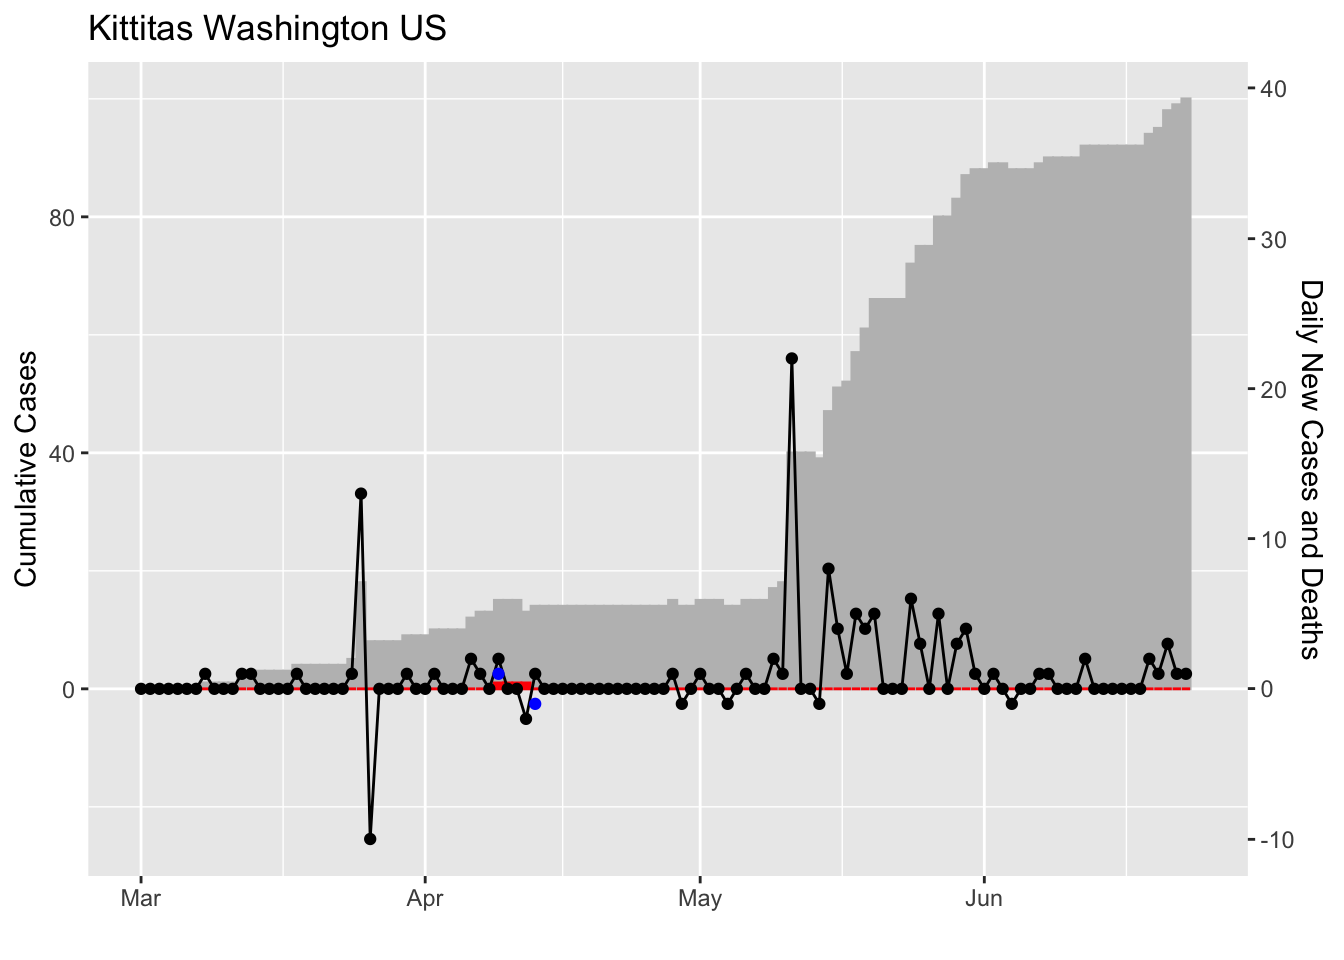 Kittitas Washington US
Cumulative Cases
80
40
0
40
30
20
10
0
-10
Daily New Cases and Deaths
Mar
Apr
May
Jun